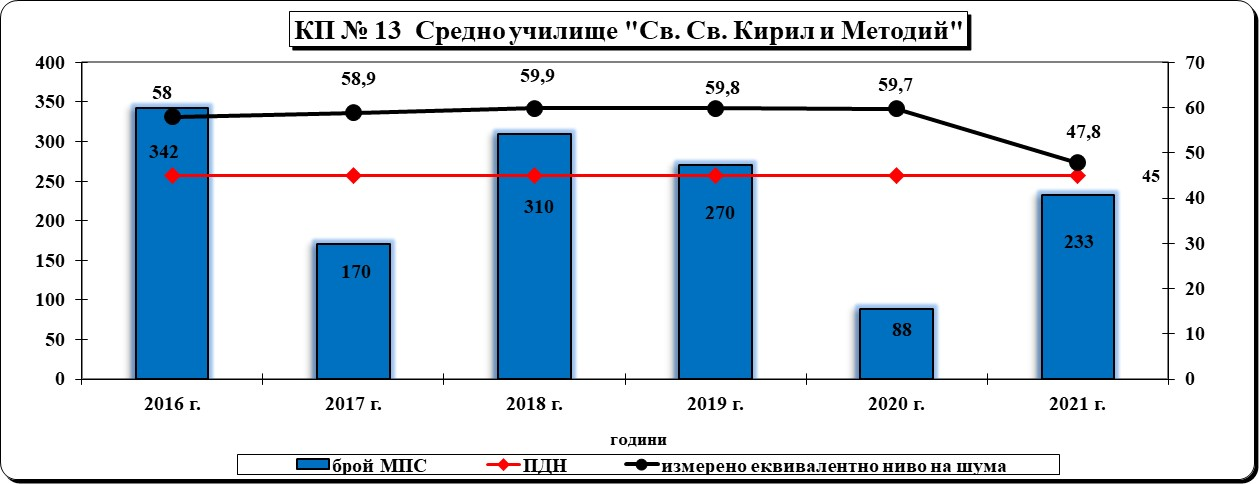 КП № 13 Средно училище "Св. Св. Кирил и Методий"
400
350
300
250
200
150
100
50
0
70
60
50
40
30
20
10
0
58
58,9
59,9
59,8
59,7
47,8
45
342
170
310
270
88
233
2016 г.
2017 г.
2018 г.
2019 г.
2020 г.
2021 г.
години
брой МПС
ПДН
измерено еквивалентно ниво на шума